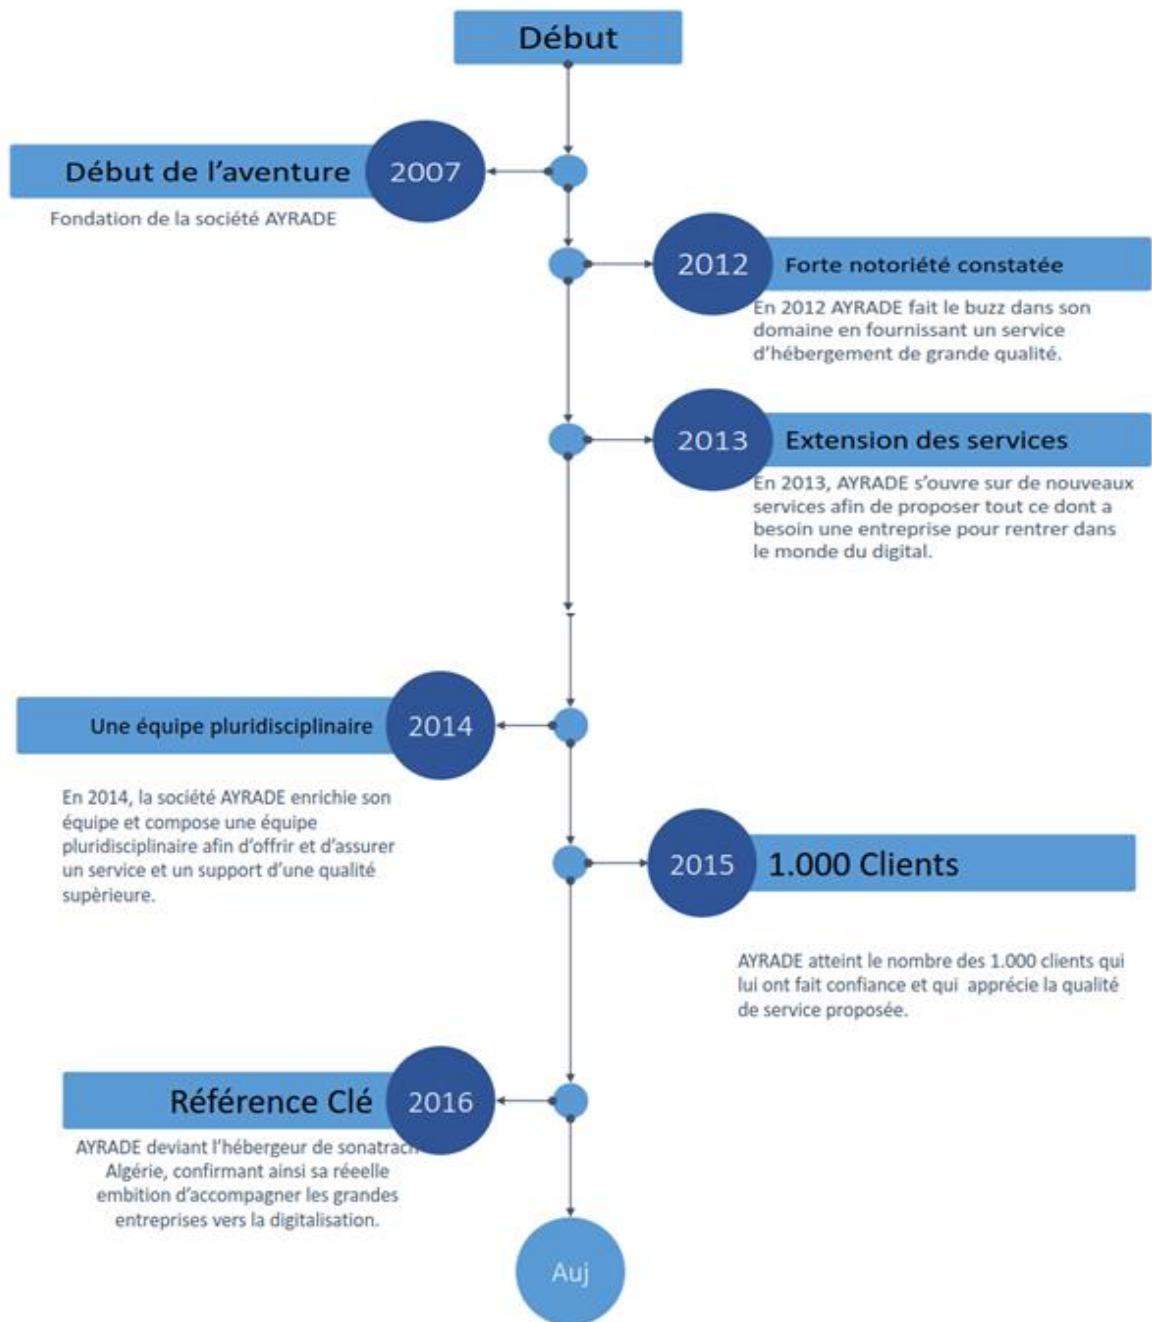 Début
Début de l'aventure
2007
Fondation de la société AYRADE
2012
Forte notoriété constatée
En 2012 AYRADE fait le buzz dans son
domaine en fournissant un service
d'hébergement de grande qualité.
2013
Extension des services
En 2013, AYRADE s'ouvre sur de nouveaux
services afin de proposer tout ce dont a
besoin une entreprise pour rentrer dans
le monde du digital.
Une équipe pluridisciplinaire
2014
En 2014, la société AYRADE enrichie son
équipe et compose une équipe
pluridisciplinaire afin d'offrir et d'assurer
un service et un support d'une qualité
supèrieure.
2015
1.000 Clients
AYRADE atteint le nombre des 1.000 clients qui
lui ont fait confiance et qui apprécie la qualité
de service proposée.
Référence Clé
2016
AYRADE deviant l'hébergeur de sonatrach
Algérie, confirmant ainsi sa réeelle
embition d'accompagner les grandes
entreprises vers la digitalisation.
Auj